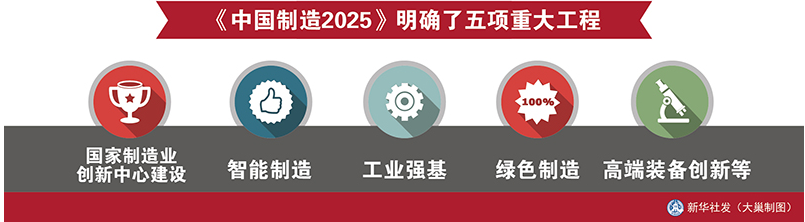 《中国制造2025》明确了五项重大工程
100%
国家制造业
创新中心建设
智能制造
工业强基
绿色制造
高端装备创新等
新华社发（大巢制图）